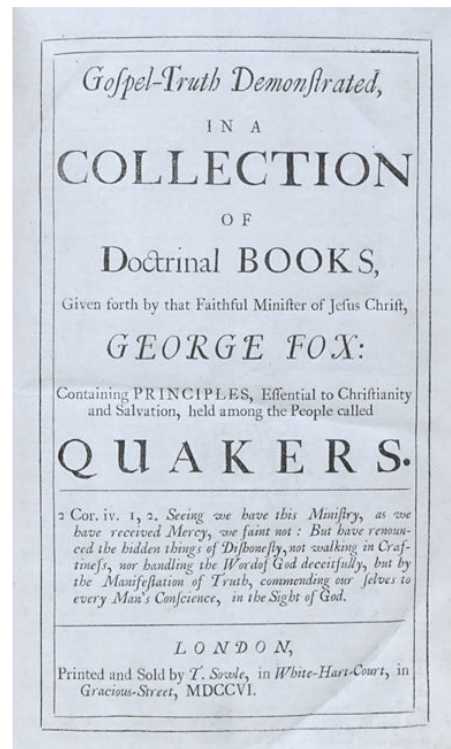 Goſpel-Truth Demonſtrated,
IN A
COLLECTION
OF
Doctrinal BOOKS,
Given forth by that Faithful Miniſter of Jeſus Chriſt,
GEORGE FOX:
Containing PRINCIPLES, Eſſential to Chriſtianity
and Salvation, held among the People called
QUAKERS.
2 Cor. iv. 1, 2. Seeing we have this Miniſtry, as we
have received Mercy, we faint not : But have renoun-
ced the hidden things of Diſhoneſty, not walking in Craf-
tineſs, nor handling the Wordof God deceitfully, but by
the Manifeſtation of Truth, commending our ſelves to
every Man's Conſcience, in the Sight of God.
LONDON,
Printed and Sold by T. Sowle, in White-Hart-Court, in
Gracious-Street, MDCCVI.